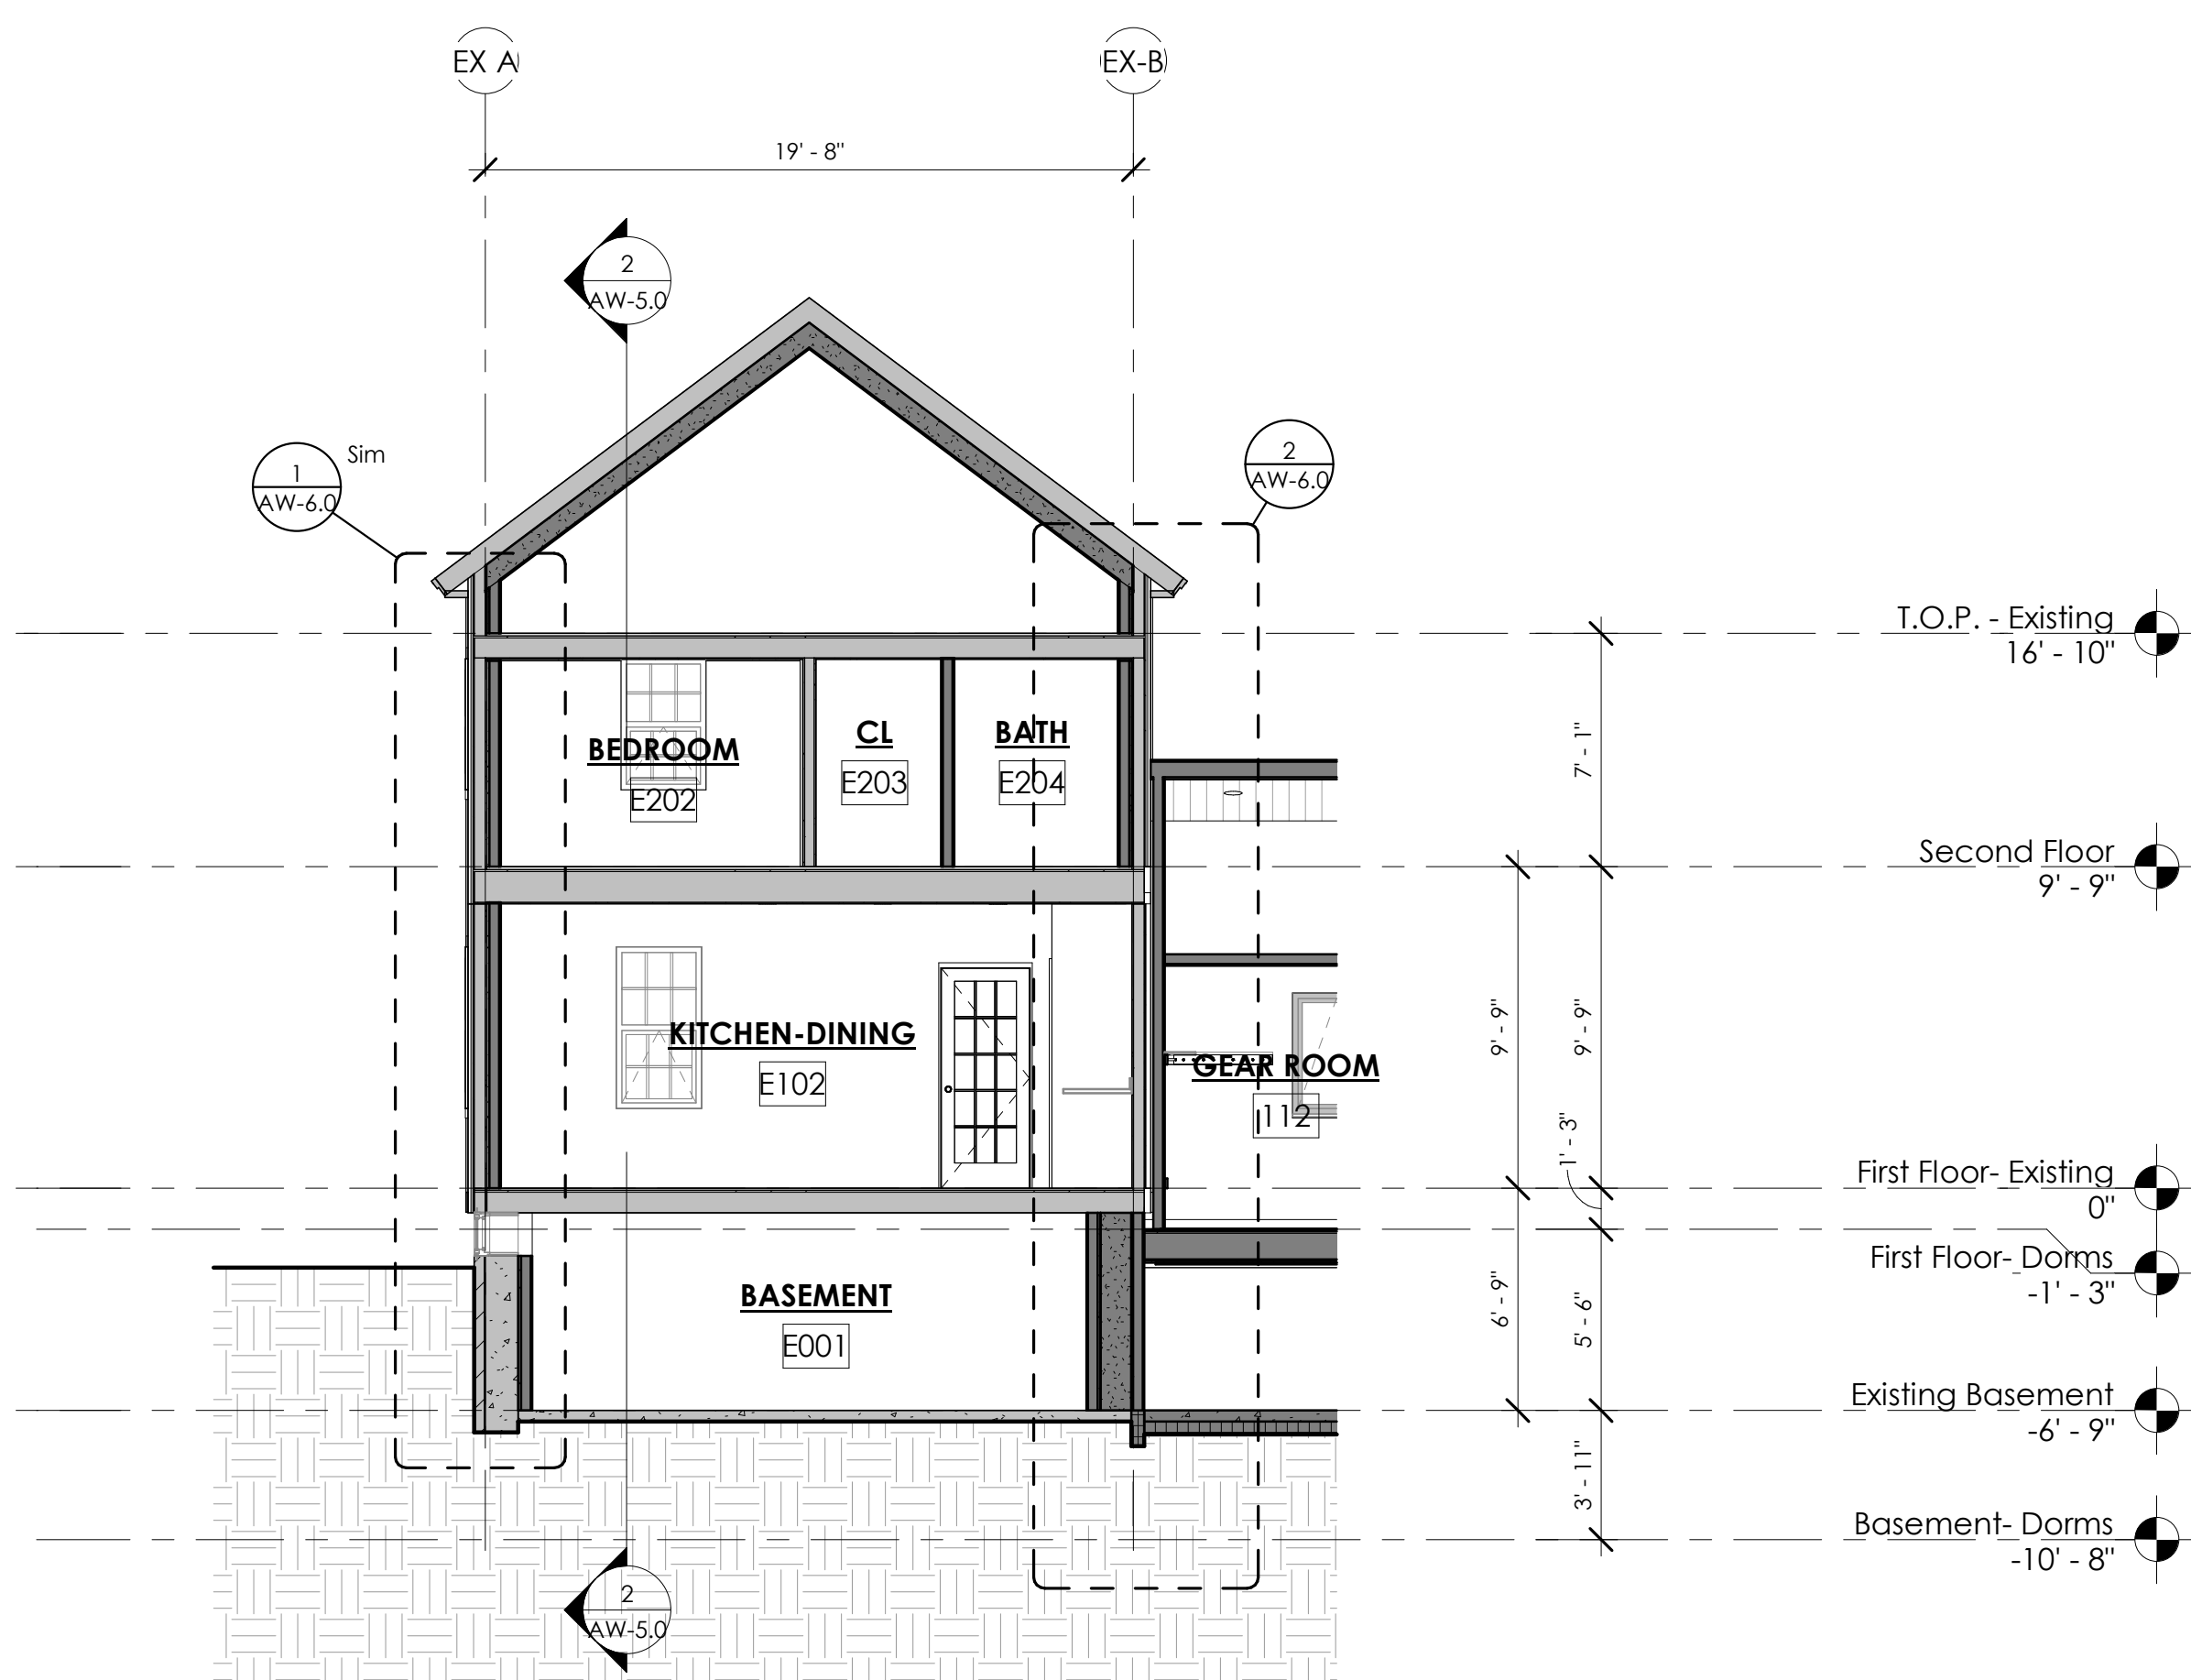 EX A
EX-B
19' - 8"
2
AW-5.0
1
AW-6.0
Sim
2
AW-6.0
T.O.P. - Existing
16' - 10"
7' - 1"
BEDROOM
E202
CL
E203
BATH
E204
Second Floor
9' - 9"
9' - 9"
9' - 9"
KITCHEN-DINING
E102
GEAR ROOM
112
1' - 3"
First Floor- Existing
0"
First Floor- Dorms
-1' - 3"
BASEMENT
E001
6' - 9"
5' - 6"
Existing Basement
-6' - 9"
3' - 11"
Basement- Dorms
-10' - 8"
2
AW-5.0